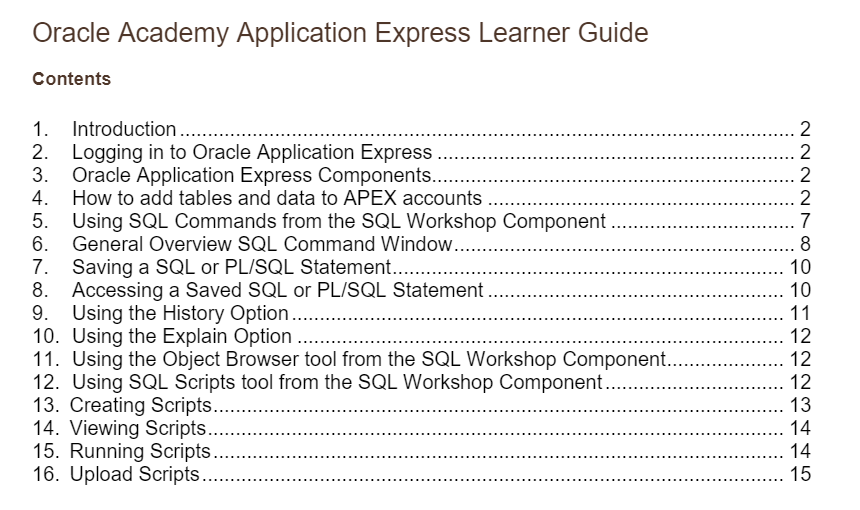 Oracle Academy Application Express Learner Guide
Contents
1. Introduction ........ 2
2. Logging in to Oracle Application Express ........ 2
3. Oracle Application Express Components........ 2
4. How to add tables and data to APEX accounts ........ 2
5. Using SQL Commands from the SQL Workshop Component ........ 7
6. General Overview SQL Command Window........ 8
7. Saving a SQL or PL/SQL Statement........ 10
8. Accessing a Saved SQL or PL/SQL Statement ........ 10
9. Using the History Option ........ 11
10. Using the Explain Option ........ 12
11. Using the Object Browser tool from the SQL Workshop Component........ 12
12. Using SQL Scripts tool from the SQL Workshop Component ........ 12
13. Creating Scripts........ 13
14. Viewing Scripts........ 14
15. Running Scripts ........ 14
16. Upload Scripts ........ 15